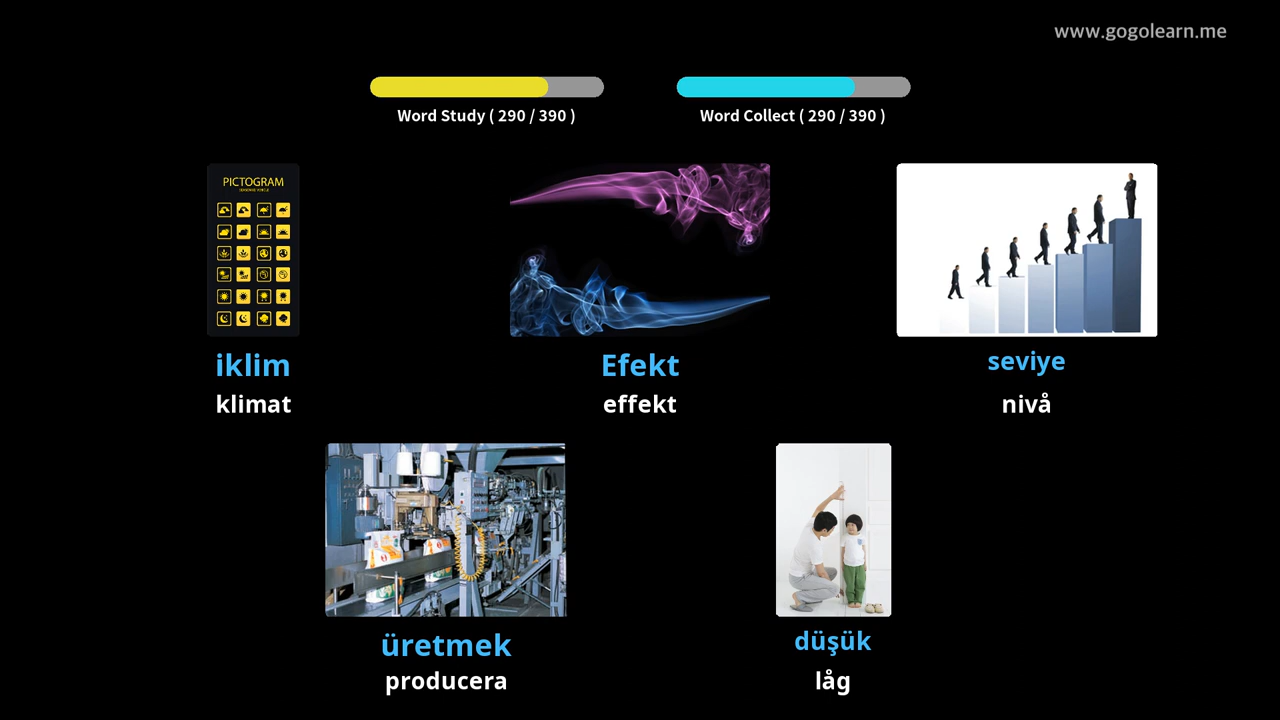 www.gogolearn.me
Word Study ( 290 / 390 )
Word Collect ( 290 / 390 )
PICTOGRAM
iklim
klimat
Efekt
effekt
seviye
nivå
üretmek
producera
düşük
låg